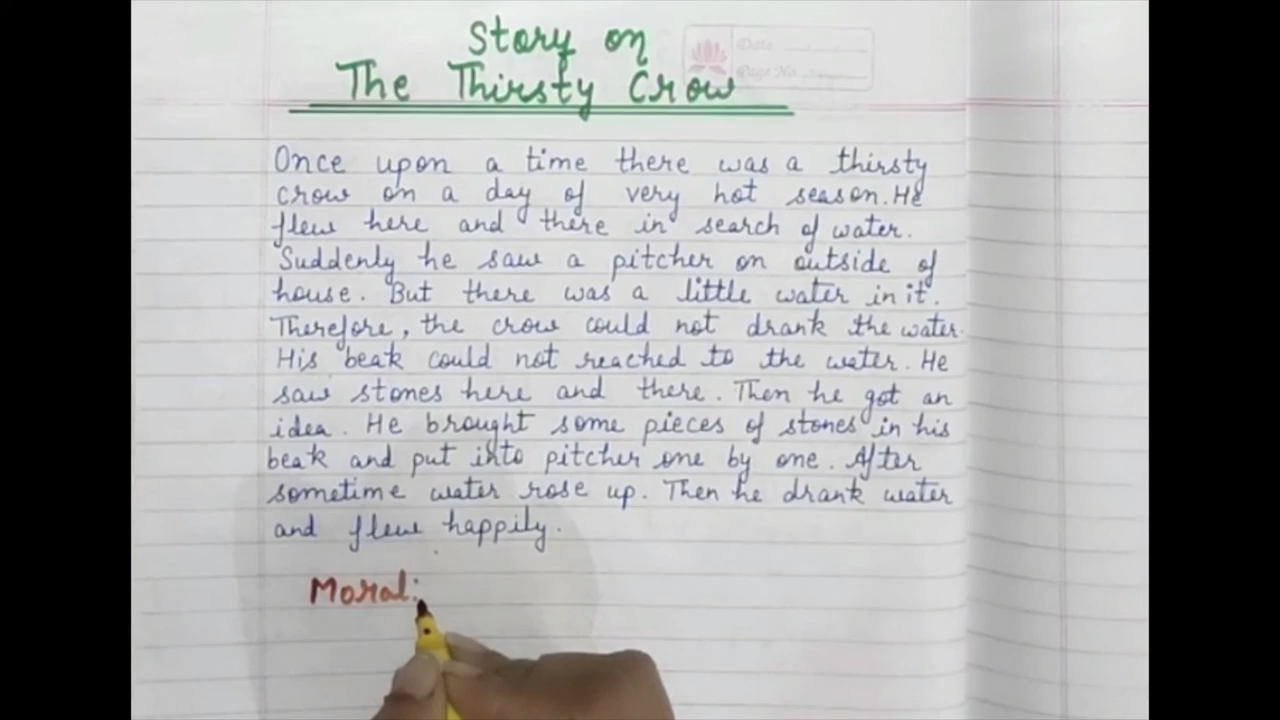 Story on
The Thirsty Crow
Date
Page No.
Once upon a time there was a thirsty
crow on a day of very hot season. He
flew here and there in search of water.
Suddenly he saw a pitcher on outside of
house. But there was a little water in it.
Therefore, the crow could not drank the water.
His beak could not reached to the water. He
saw stones here and there. Then he got an
idea. He brought some pieces of stones in his
beak and put into pitcher one by one. After
sometime water rose up. Then he drank water
and flew happily.
Moral: